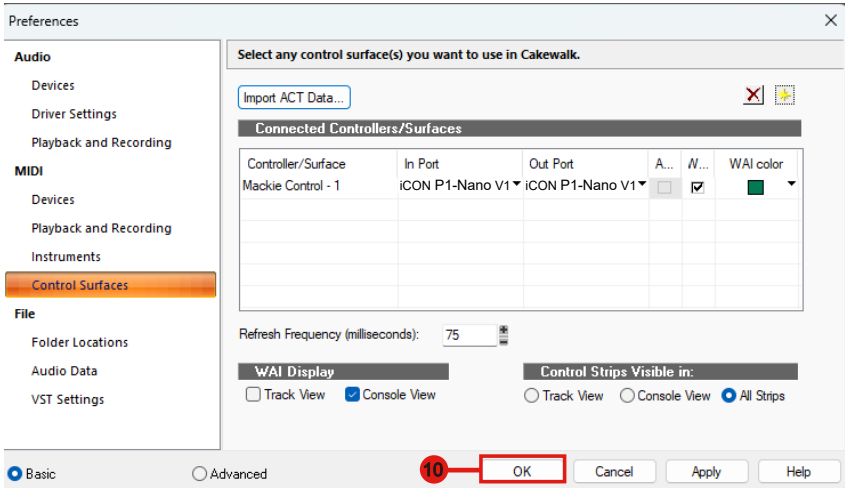 Preferences
Audio
Devices
Driver Settings
Playback and Recording
MIDI
Devices
Playback and Recording
Instruments
Control Surfaces
File
Folder Locations
Audio Data
VST Settings
Select any control surface(s) you want to use in Cakewalk.
Import ACT Data...
Connected Controllers/Surfaces
Controller/Surface In Port Out Port A... W... WAI color
Mackie Control - 1 iCON P1-Nano V1 iCON P1-Nano V1
Refresh Frequency (milliseconds): 75
WAI Display
Track View Console View
Control Strips Visible in:
Track View Console View All Strips
Basic Advanced
10 OK Cancel Apply Help